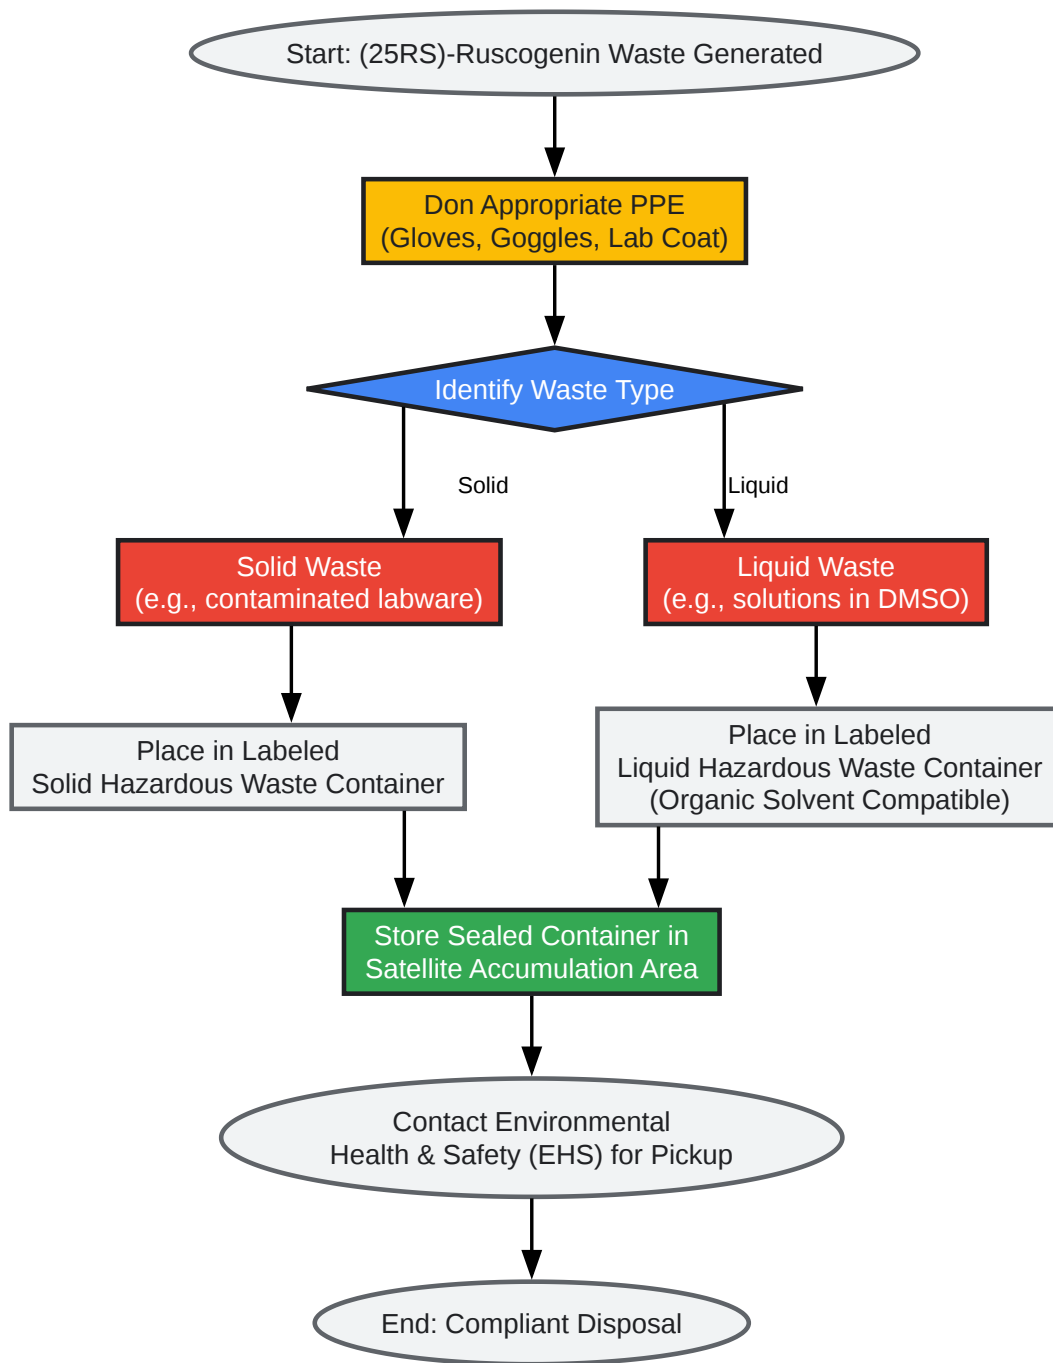 Start: (25RS)-Ruscogenin Waste Generated
Don Appropriate PPE
(Gloves, Goggles, Lab Coat)
Identify Waste Type
Solid
Liquid
Solid Waste
(e.g., contaminated labware)
Liquid Waste
(e.g., solutions in DMSO)
Place in Labeled
Solid Hazardous Waste Container
Place in Labeled
Liquid Hazardous Waste Container
(Organic Solvent Compatible)
Store Sealed Container in
Satellite Accumulation Area
Contact Environmental
Health & Safety (EHS) for Pickup
End: Compliant Disposal